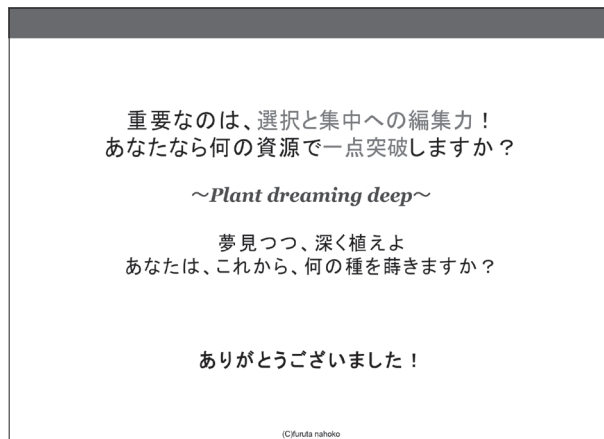 重要なのは、選択と集中への編集力！
あなたなら何の資源で一点突破しますか？
～Plant dreaming deep～
夢見つつ、深く植えよ
あなたは、これから、何の種を蒔きますか？
ありがとうございました！
(C)furuta nahoko